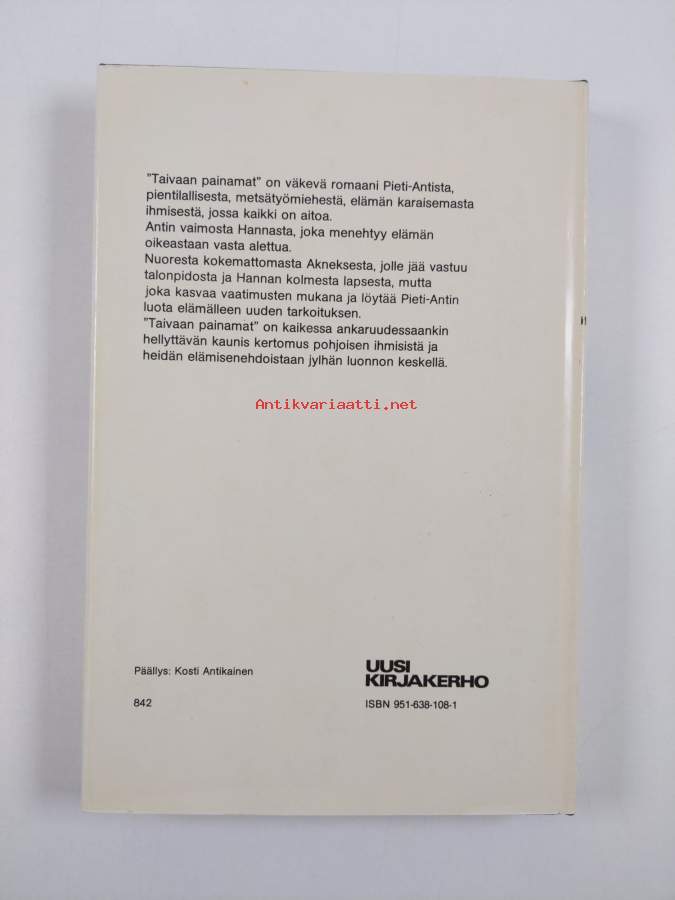 "Taivaan painamat" on väkevä romaani Pieti-Antista,
pientilallisesta, metsätyömiehestä, elämän karaisemasta
ihmisestä, jossa kaikki on aitoa.
Antin vaimosta Hannasta, joka menehtyy elämän
oikeastaan vasta alettua.
Nuoresta kokemattomasta Akneksesta, jolle jää vastuu
talonpidosta ja Hannan kolmesta lapsesta, mutta
joka kasvaa vaatimusten mukana ja löytää Pieti-Antin
luota elämälleen uuden tarkoituksen.
"Taivaan painamat" on kaikessa ankaruudessaankin
hellyttävän kaunis kertomus pohjoisen ihmisistä ja
heidän elämisenehdoistaan jylhän luonnon keskellä.
Antikvariaatti.net
Päällys: Kosti Antikainen
842
UUSI
KIRJAKERHO
ISBN 951-638-108-1